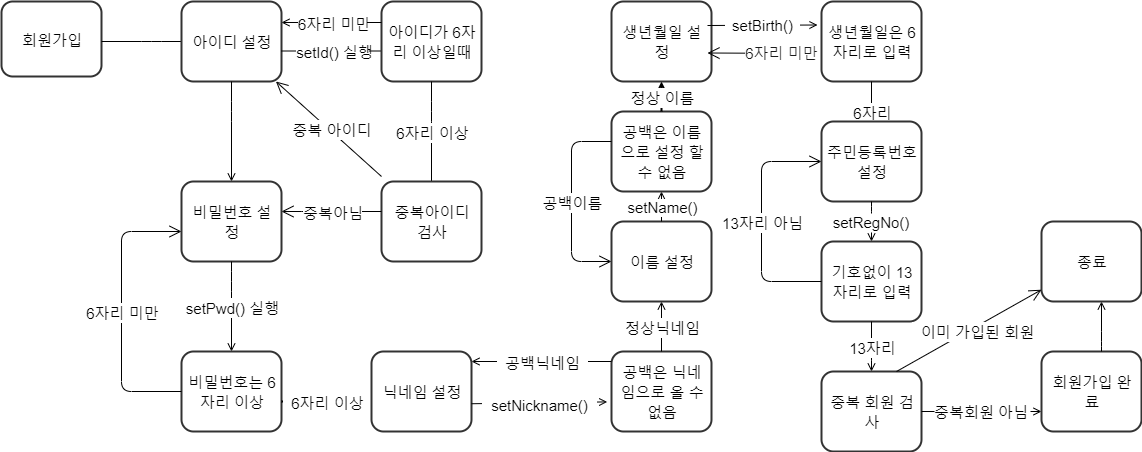 회원가입
아이디 설정
6자리 미만
setId() 실행
아이디가 6자
리 이상일때
중복 아이디
6자리 이상
비밀번호 설
정
중복아님
중복아이디
검사
6자리 미만
setPwd() 실행
비밀번호는 6
자리 이상
6자리 이상
닉네임 설정
공백닉네임
setNickname()
공백은 닉네
임으로 올 수
없음
정상닉네임
이름 설정
공백이름
setName()
공백은 이름
으로 설정 할
수 없음
정상 이름
생년월일 설
정
setBirth()
6자리 미만
생년월일은 6
자리로 입력
6자리
주민등록번호
설정
13자리 아님
setRegNo()
기호없이 13
자리로 입력
13자리
중복 회원 검
사
이미 가입된 회원
중복회원 아님
회원가입 완
료
종료